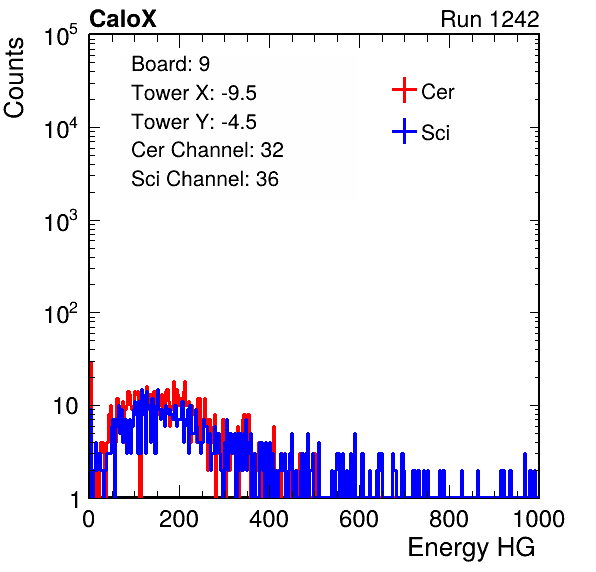 CaloX Run 1242
Counts
10^5
10^4
10^3
10^2
10
1
Board: 9
Tower X: -9.5
Tower Y: -4.5
Cer Channel: 32
Sci Channel: 36
Cer
Sci
0 200 400 600 800 1000
Energy HG